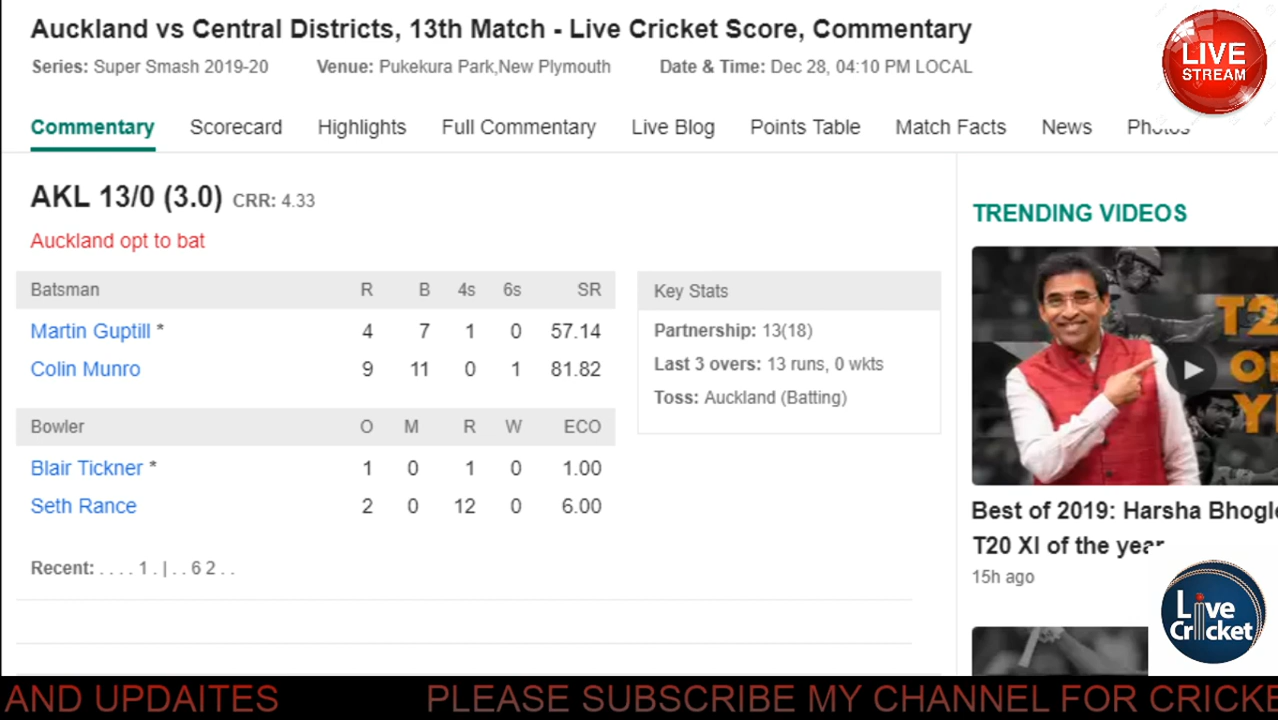 Auckland vs Central Districts, 13th Match - Live Cricket Score, Commentary
Series: Super Smash 2019-20 Venue: Pukekura Park,New Plymouth Date & Time: Dec 28, 04:10 PM LOCAL
LIVE
STREAM
Commentary Scorecard Highlights Full Commentary Live Blog Points Table Match Facts News Photos
AKL 13/0 (3.0) CRR: 4.33
Auckland opt to bat
Batsman R B 4s 6s SR
Martin Guptill * 4 7 1 0 57.14
Colin Munro 9 11 0 1 81.82
Bowler O M R W ECO
Blair Tickner * 1 0 1 0 1.00
Seth Rance 2 0 12 0 6.00
Recent: . . . . 1 . | . . 6 2 . .
Key Stats
Partnership: 13(18)
Last 3 overs: 13 runs, 0 wkts
Toss: Auckland (Batting)
TRENDING VIDEOS
T2
O
Y
Best of 2019: Harsha Bhogle
T20 XI of the year
15h ago
Live
Cricket
AND UPDAITES PLEASE SUBSCRIBE MY CHANNEL FOR CRICKE